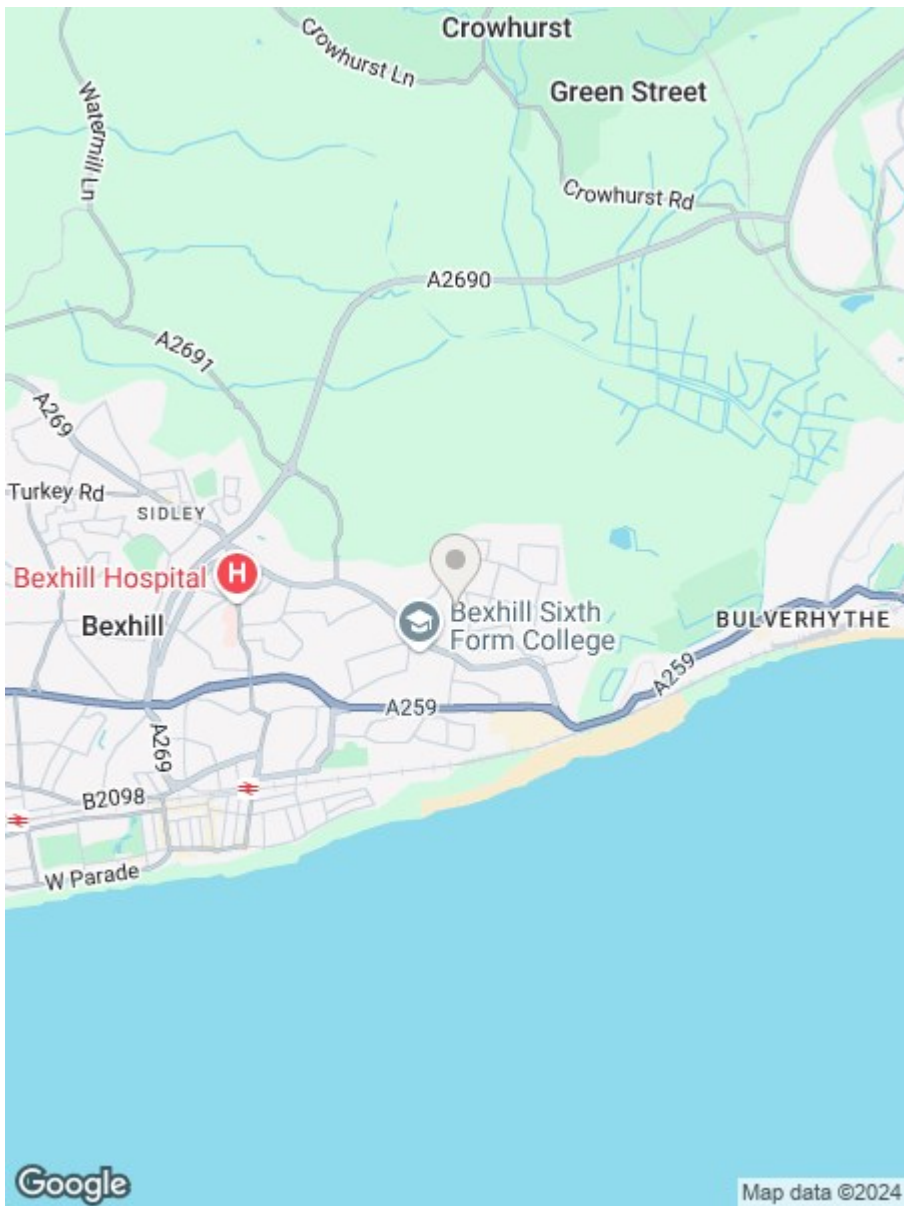 Crowhurst
Crowhurst Ln
Green Street
Watermill Ln
Crowhurst Rd
A2690
A2691
A269
Turkey Rd
SIDLEY
Bexhill Hospital
H
Bexhill
Bexhill Sixth
Form College
BULVERHYTHE
A259
A259
A269
B2098
W Parade
Google
Map data ©2024